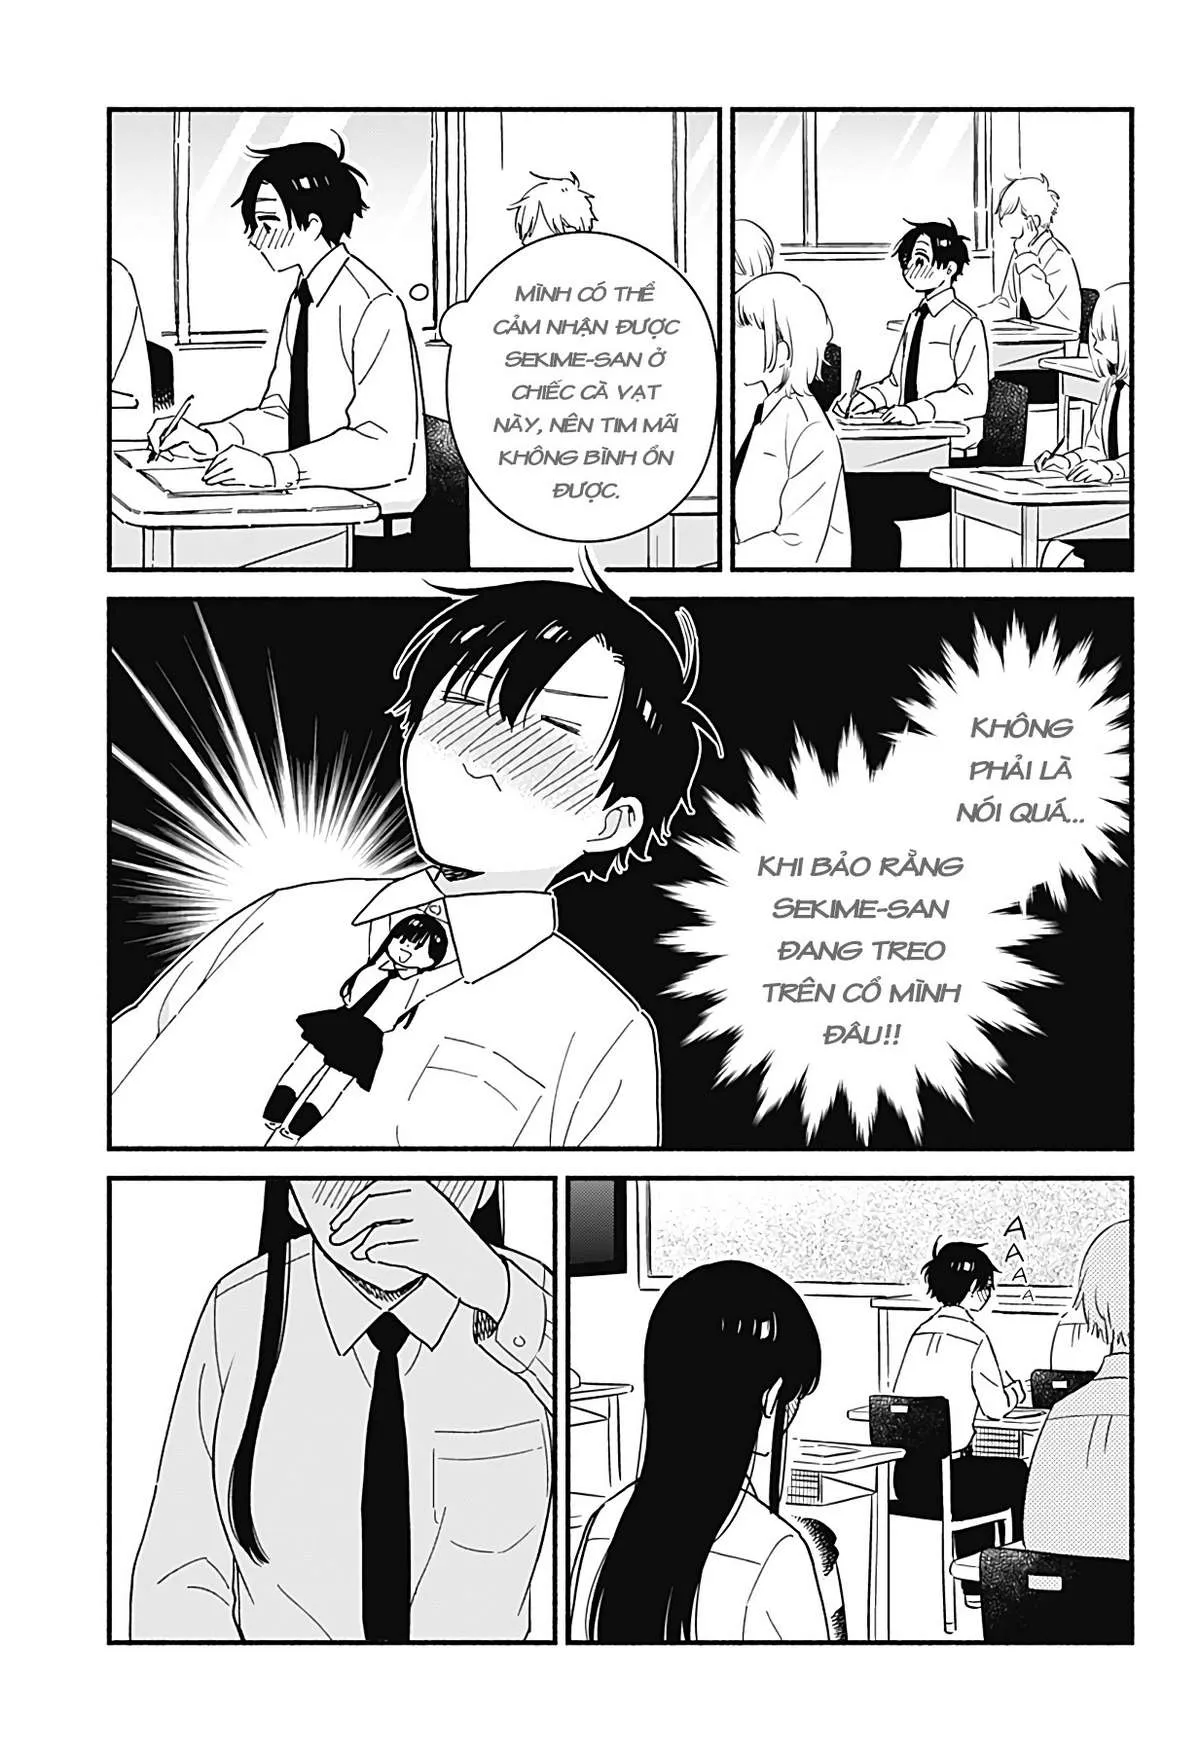 MÌNH CÓ THỂ
CẢM NHẬN ĐƯỢC
SEKIME-SAN Ở
CHIẾC CÀ VẠT
NÀY, NÊN TIM MÃI
KHÔNG BÌNH ỔN
ĐƯỢC.
KHÔNG
PHẢI LÀ
NÓI QUÁ...
KHI BẢO RẰNG
SEKIME-SAN
ĐANG TREO
TRÊN CỔ MÌNH
ĐÂU!!
A
A
A
A